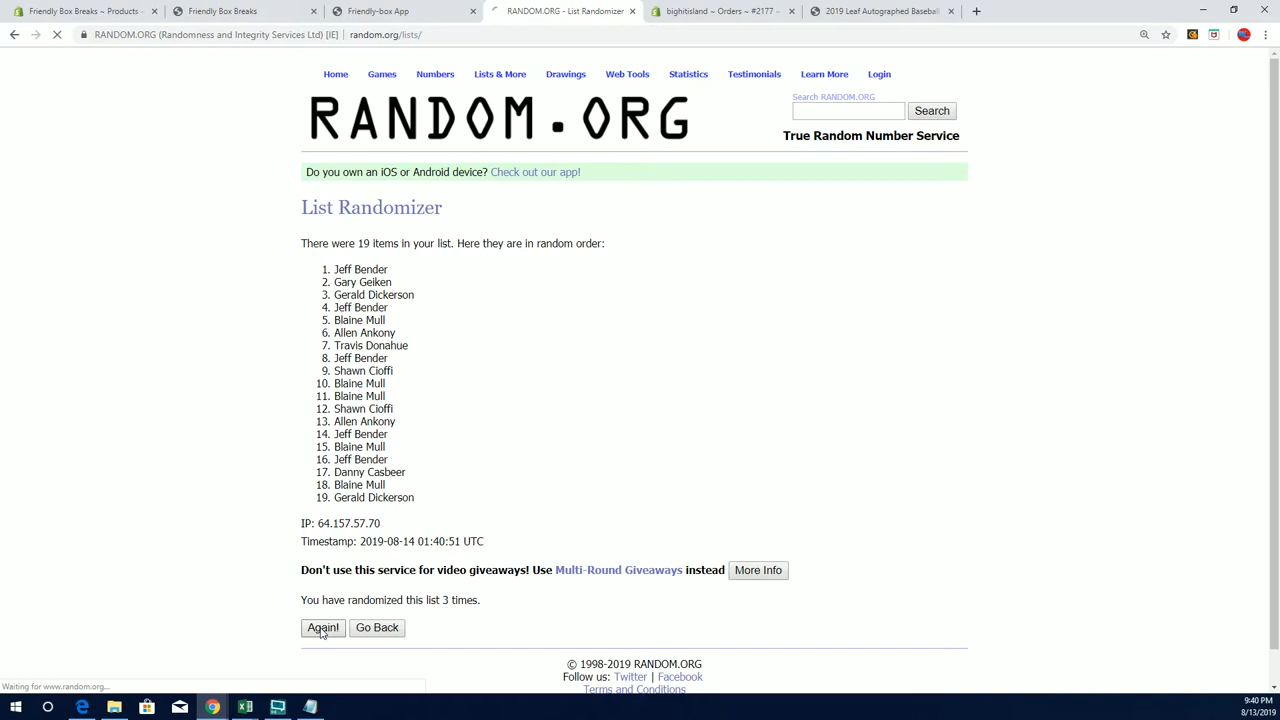 Friendly Box Breaks ~ Products ~
Friendly Box Breaks
Friendly-box App
RANDOM.ORG - List Randomizer
bighitisland ~ Orders ~ #2177 ~
2019 Leaf Autographed Baseball
RANDOM.ORG (Randomness and Integrity Services Ltd) [IE] | random.org/lists/
Home Games Numbers Lists & More Drawings Web Tools Statistics Testimonials Learn More Login
RANDOM.ORG
Search RANDOM.ORG
Search
True Random Number Service
Do you own an iOS or Android device? Check out our app!
List Randomizer
There were 19 items in your list. Here they are in random order:
1. Jeff Bender
2. Gary Geiken
3. Gerald Dickerson
4. Jeff Bender
5. Blaine Mull
6. Allen Ankony
7. Travis Donahue
8. Jeff Bender
9. Shawn Cioffi
10. Blaine Mull
11. Blaine Mull
12. Shawn Cioffi
13. Allen Ankony
14. Jeff Bender
15. Blaine Mull
16. Jeff Bender
17. Danny Casbeer
18. Blaine Mull
19. Gerald Dickerson
IP: 64.157.57.70
Timestamp: 2019-08-14 01:40:51 UTC
Don't use this service for video giveaways! Use Multi-Round Giveaways instead More Info
You have randomized this list 3 times.
Again! Go Back
© 1998-2019 RANDOM.ORG
Follow us: Twitter | Facebook
Terms and Conditions
Waiting for www.random.org...
9:40 PM
8/13/2019